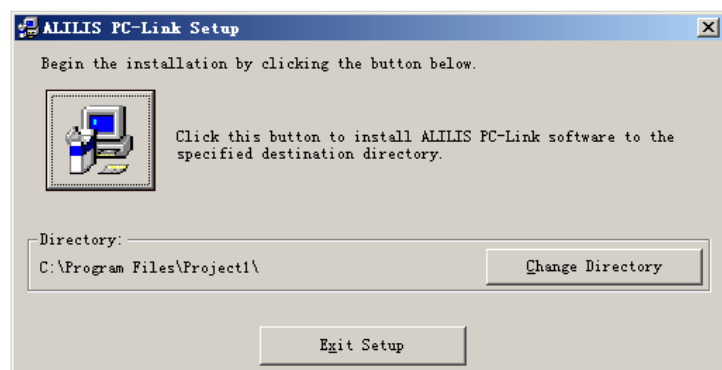 ALILIS PC-Link Setup
Begin the installation by clicking the button below.
Click this button to install ALILIS PC-Link software to the
specified destination directory.
Directory:
C:\Program Files\Project1\
Change Directory
Exit Setup